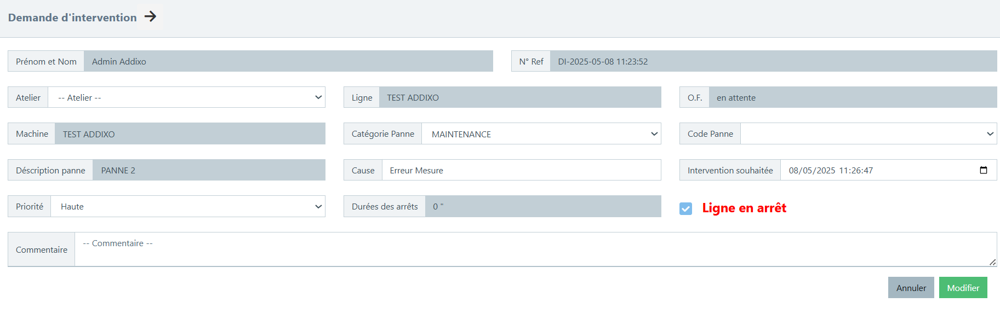 Demande d'intervention →
Prénom et Nom Admin Addixo N° Ref DI-2025-05-08 11:23:52
Atelier -- Atelier -- Ligne TEST ADDIXO O.F. en attente
Machine TEST ADDIXO Catégorie Panne MAINTENANCE Code Panne
Déscription panne PANNE 2 Cause Erreur Mesure Intervention souhaitée 08/05/2025 11:26:47
Priorité Haute Durées des arrêts 0 " Ligne en arrêt
Commentaire -- Commentaire --
Annuler Modifier